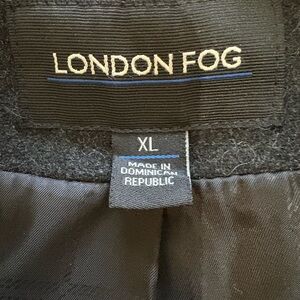 LONDON FOG
XL
MADE IN
DOMINICAN
REPUBLIC